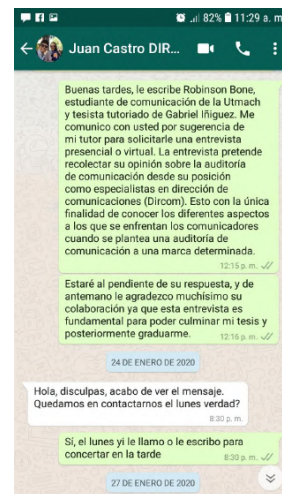 82% 11:29 a. m
Juan Castro DIR...
Buenas tardes, le escribe Robinson Bone,
estudiante de comunicación de la Utmach
y tesista tutoriado de Gabriel Iñiguez. Me
comunico con usted por sugerencia de
mi tutor para solicitarle una entrevista
presencial o virtual. La entrevista pretende
recolectar su opinión sobre la auditoría
de comunicación desde su posición
como especialistas en dirección de
comunicaciones (Dircom). Esto con la única
finalidad de conocer los diferentes aspectos
a los que se enfrentan los comunicadores
cuando se plantea una auditoría de
comunicación a una marca determinada.
12:15 p. m.
Estaré al pendiente de su respuesta, y de
antemano le agradezco muchísimo su
colaboración ya que esta entrevista es
fundamental para poder culminar mi tesis y
posteriormente graduarme.
12:16 p. m.
24 DE ENERO DE 2020
Hola, disculpas, acabo de ver el mensaje.
Quedamos en contactarnos el lunes verdad?
8:30 p. m.
Sí, el lunes yi le llamo o le escribo para
concertar en la tarde
8:30 p. m.
27 DE ENERO DE 2020